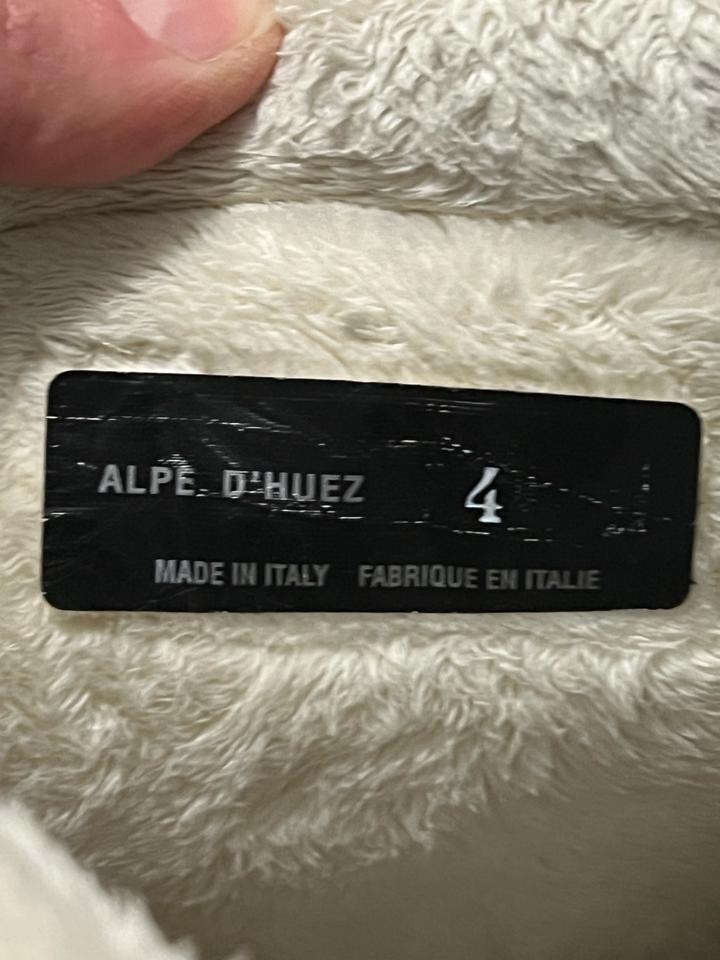 ALPE D'HUEZ 4
MADE IN ITALY FABRIQUE EN ITALIE